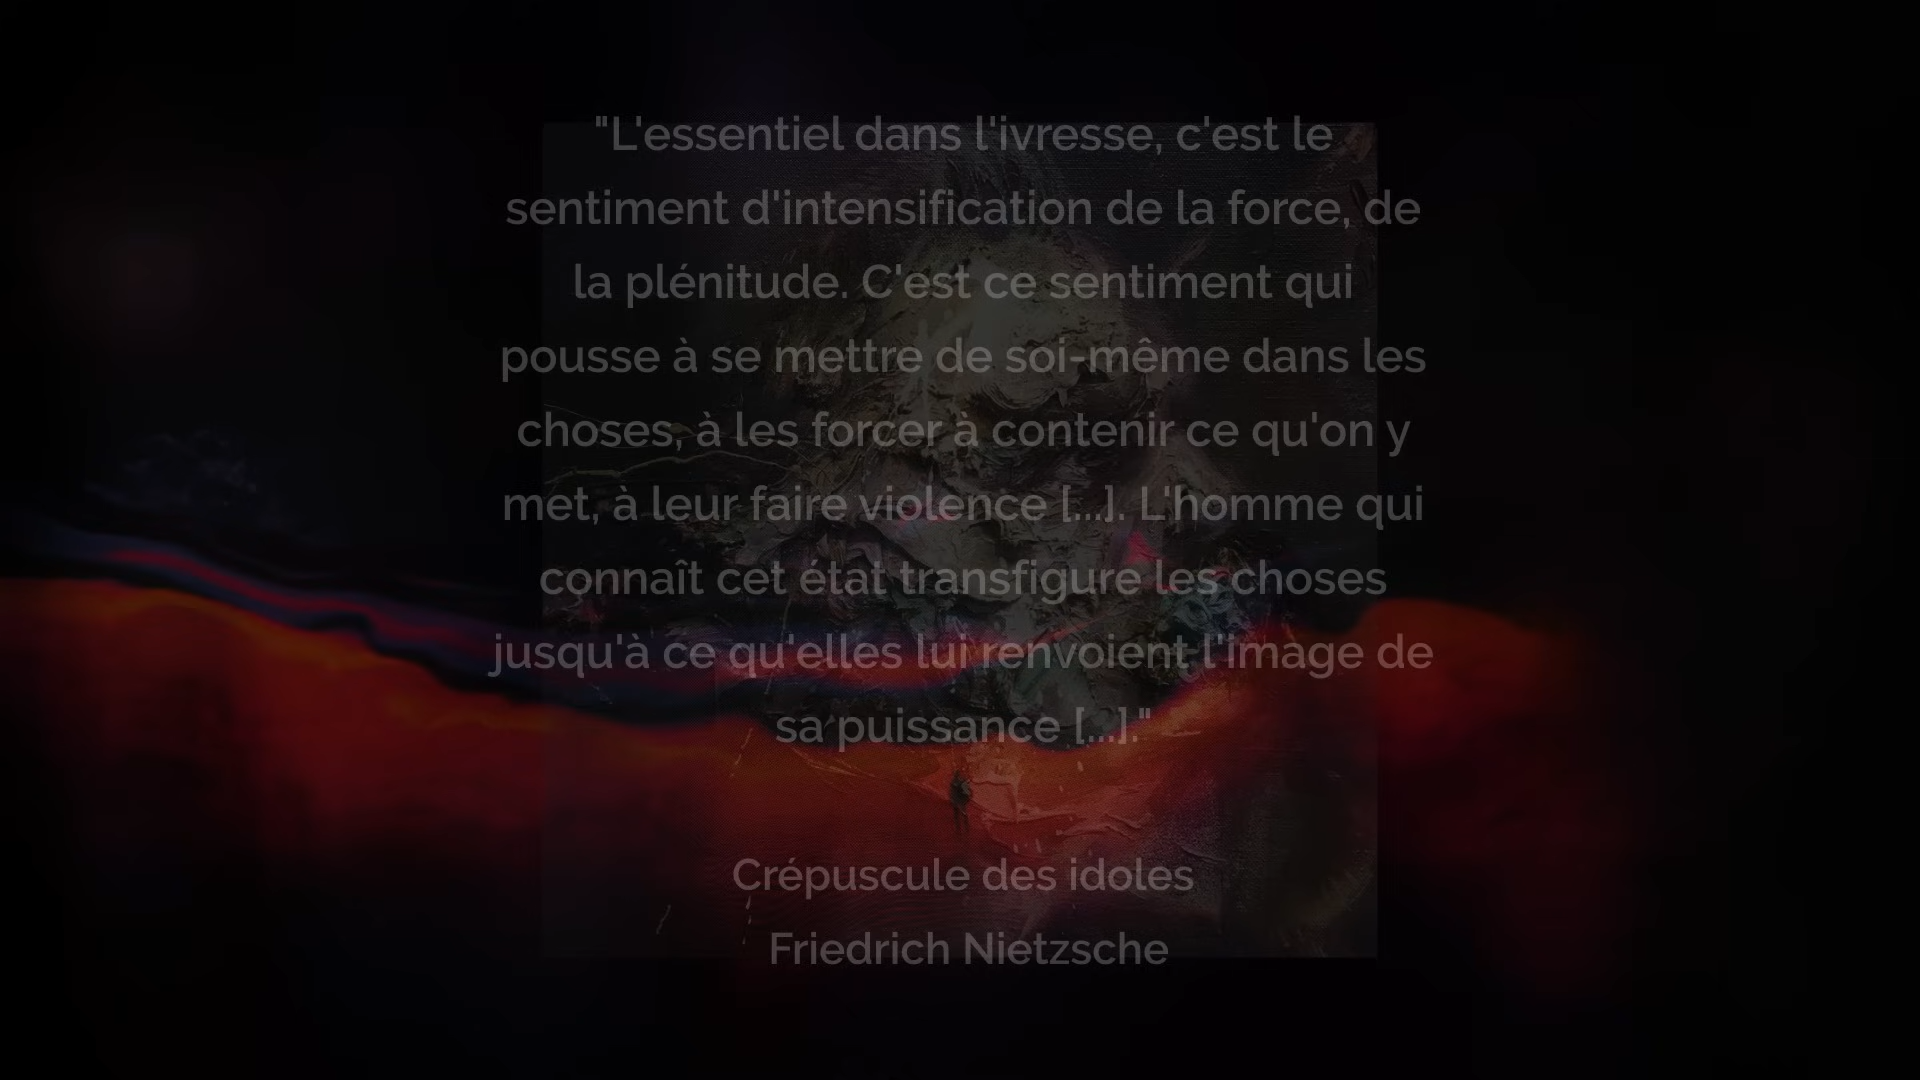 "L'essentiel dans l'ivresse, c'est le
sentiment d'intensification de la force, de
la plénitude. C'est ce sentiment qui
pousse à se mettre de soi-même dans les
choses, à les forcer à contenir ce qu'on y
met, à leur faire violence [...]. L'homme qui
connaît cet état transfigure les choses
jusqu'à ce qu'elles lui renvoient l'image de
sa puissance [...]."
Crépuscule des idoles
Friedrich Nietzsche